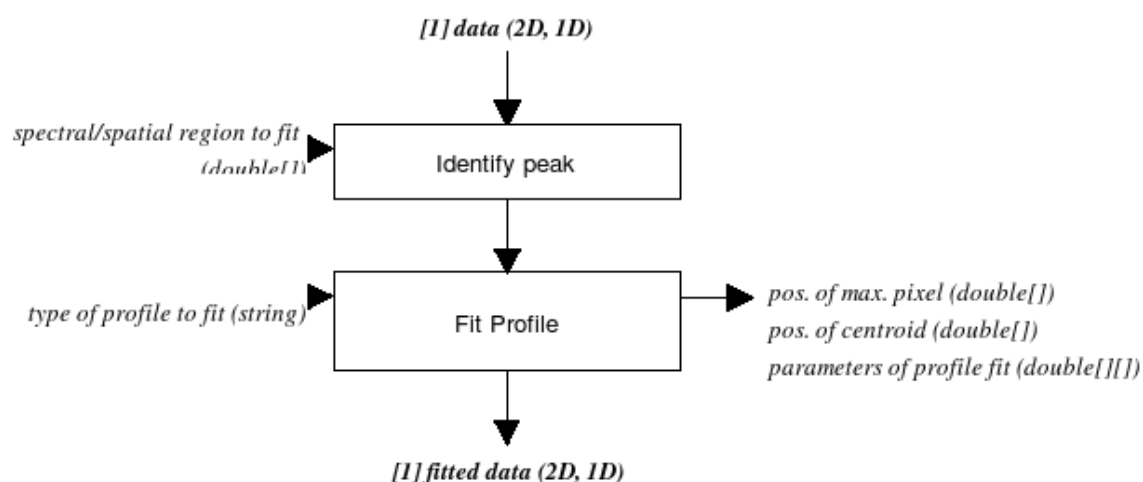 [1] data (2D, 1D)
spectral/spatial region to fit
(double[])
Identify peak
type of profile to fit (string)
Fit Profile
pos. of max. pixel (double[])
pos. of centroid (double[])
parameters of profile fit (double[][])
[1] fitted data (2D, 1D)